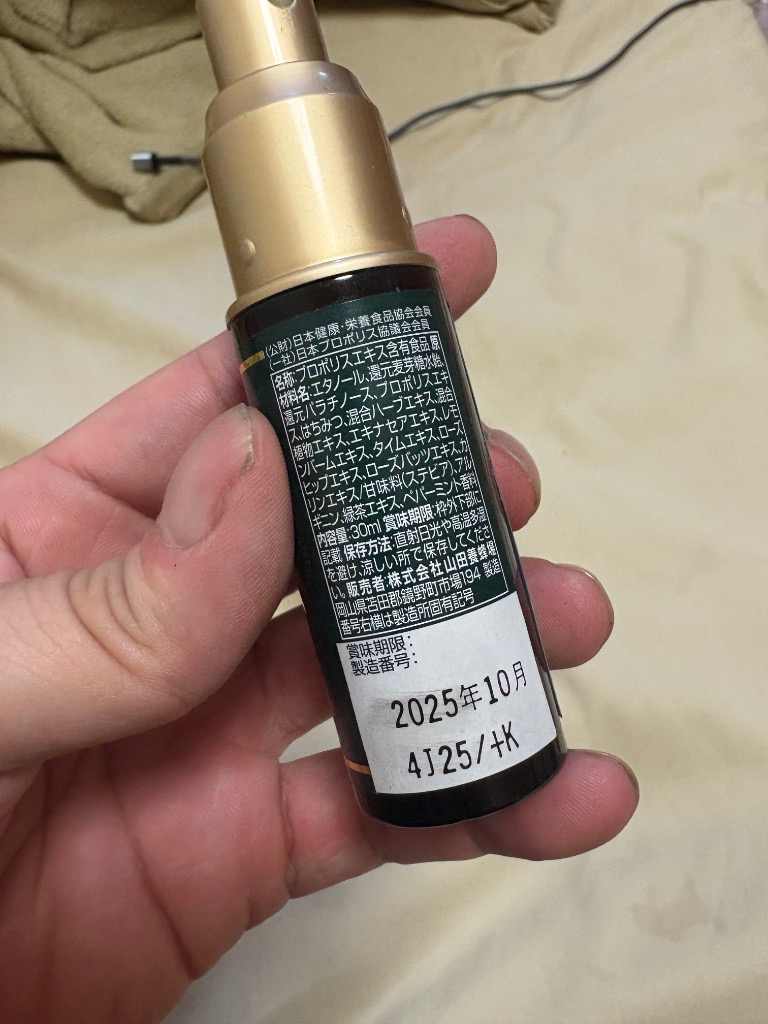 (公財)日本健康・栄養食品協会会員
(一社)日本プロポリス協議会会員
名称:プロポリスエキス含有食品 原
材料名:エタノール、還元麦芽糖水飴、
還元パラチノース、プロポリスエキ
ス、はちみつ、混合ハーブエキス、混合
植物エキス、エキナセアエキス、レモ
ンバームエキス、タイムエキス、ローズ
ヒップエキス、ローズバッツエキス、カ
リンエキス/甘味料(ステビア)、アル
ギニン、緑茶エキス、ペパーミント香料
内容量:30ml 賞味期限:枠外下部に
記載 保存方法:直射日光や高温多湿
を避け、涼しい所で保存してくださ
い。販売者:株式会社山田養蜂場
岡山県苫田郡鏡野町市場194 製造
番号右横は製造所固有記号
賞味期限:
製造番号:
2025年10月
4J25/+K